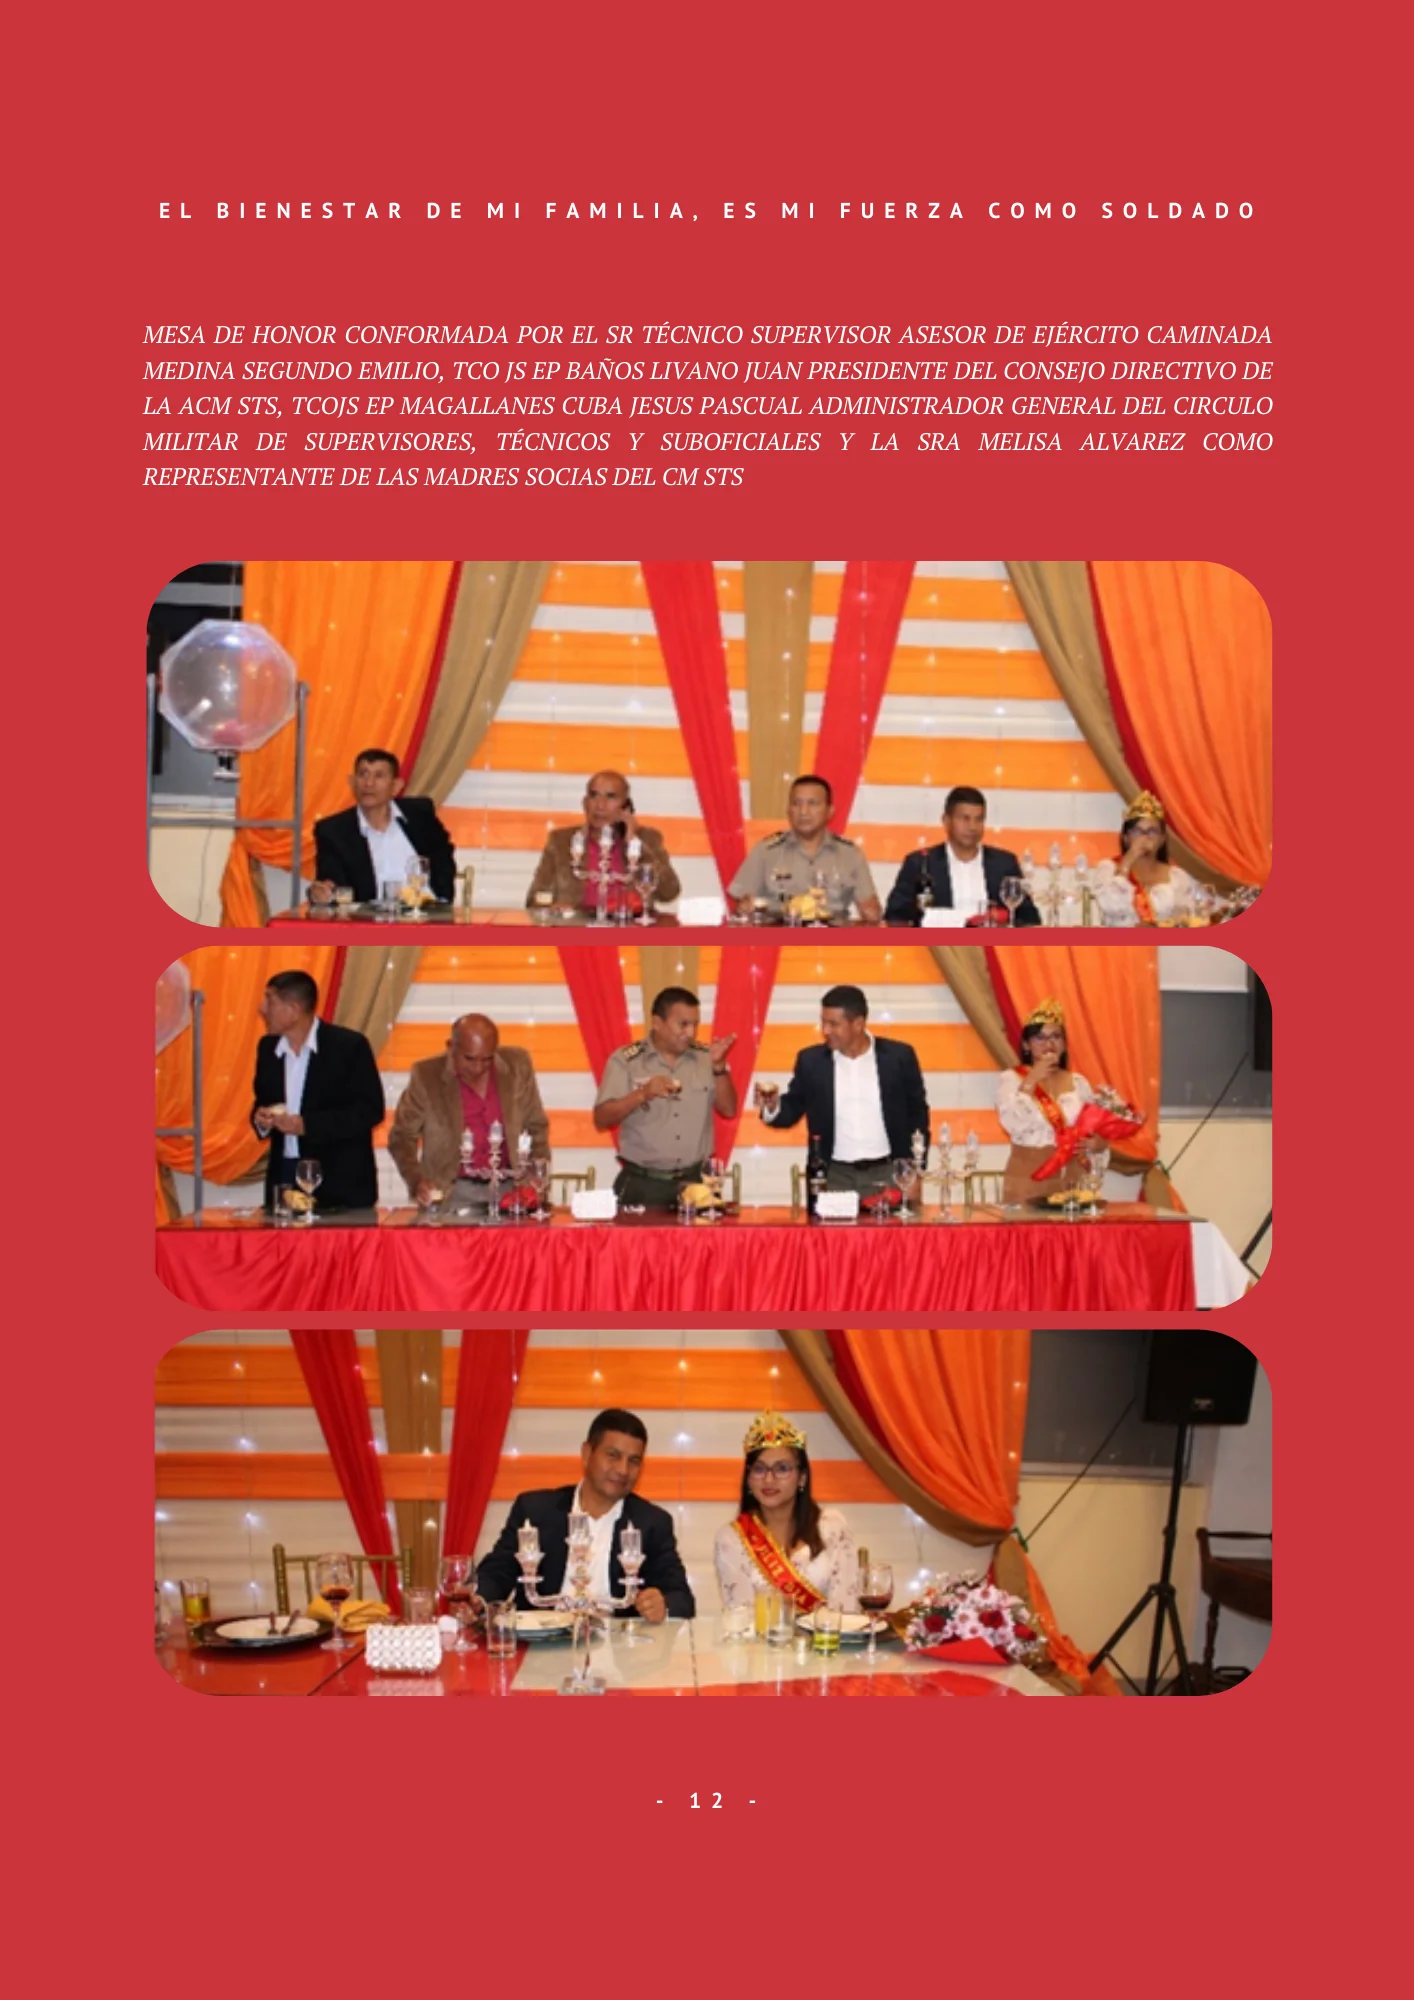 EL BIENESTAR DE MI FAMILIA, ES MI FUERZA COMO SOLDADO
MESA DE HONOR CONFORMADA POR EL SR TÉCNICO SUPERVISOR ASESOR DE EJÉRCITO CAMINADA
MEDINA SEGUNDO EMILIO, TCO JS EP BAÑOS LIVANO JUAN PRESIDENTE DEL CONSEJO DIRECTIVO DE
LA ACM STS, TCOJS EP MAGALLANES CUBA JESUS PASCUAL ADMINISTRADOR GENERAL DEL CIRCULO
MILITAR DE SUPERVISORES, TÉCNICOS Y SUBOFICIALES Y LA SRA MELISA ALVAREZ COMO
REPRESENTANTE DE LAS MADRES SOCIAS DEL CM STS
FELIZ DIA
- 12 -